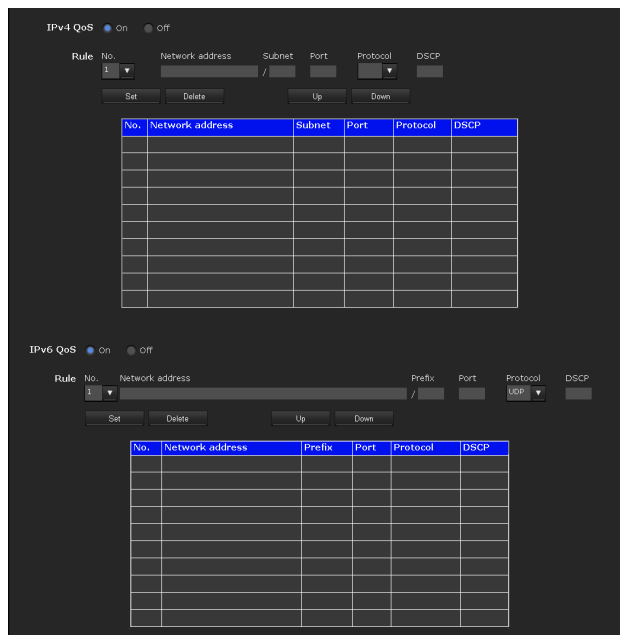 IPv4 QoS On Off
Rule No. Network address Subnet Port Protocol DSCP
1 /
Set Delete Up Down
No. Network address Subnet Port Protocol DSCP
IPv6 QoS On Off
Rule No. Network address Prefix Port Protocol DSCP
1 / UDP
Set Delete Up Down
No. Network address Prefix Port Protocol DSCP